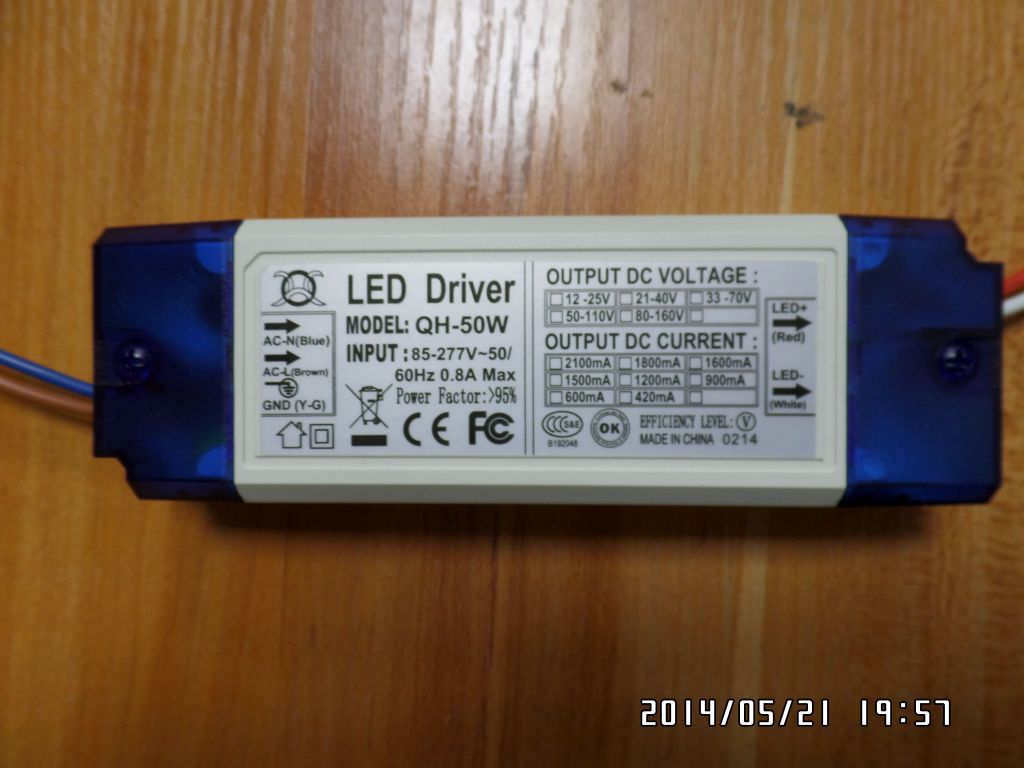 LED Driver
MODEL: QH-50W
INPUT : 85-277V~50/
60Hz 0.8A Max
Power Factor:>95%
AC-N(Blue)
AC-L(Brown)
GND (Y-G)
CE FC
OUTPUT DC VOLTAGE :
12-25V 21-40V 33-70V
50-110V 80-160V
OUTPUT DC CURRENT :
2100mA 1800mA 1600mA
1500mA 1200mA 900mA
600mA 420mA
LED+
(Red)
LED-
(White)
CCC S&E
B192048
OK
EFFICIENCY LEVEL: V
MADE IN CHINA 0214
2014/05/21 19:57